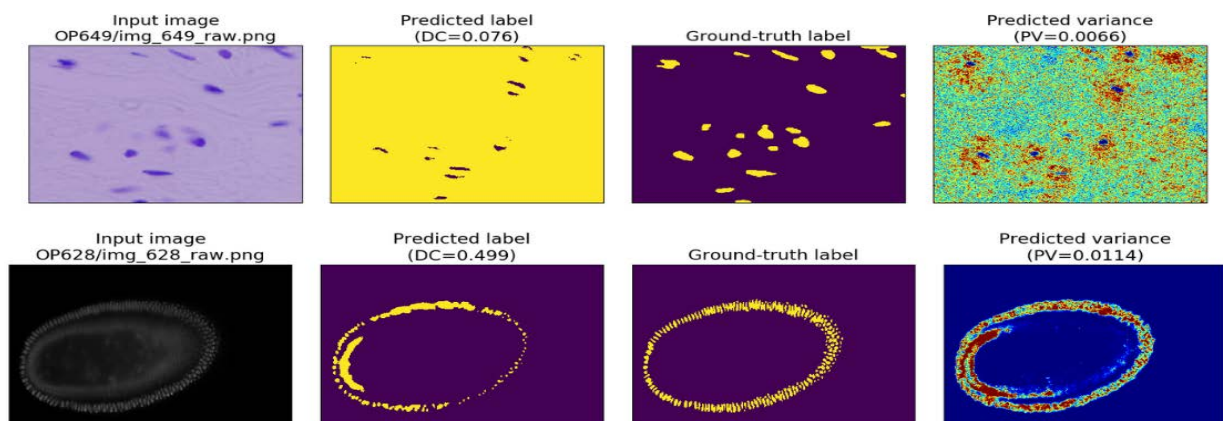 Input image
OP649/img_649_raw.png
Predicted label
(DC=0.076)
Ground-truth label
Predicted variance
(PV=0.0066)
Input image
OP628/img_628_raw.png
Predicted label
(DC=0.499)
Ground-truth label
Predicted variance
(PV=0.0114)